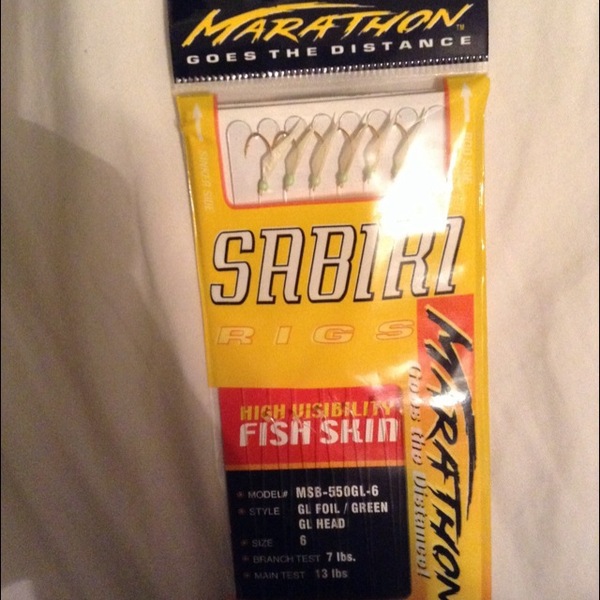 MARATHON™
GOES THE DISTANCE
SABIKI
RIGS
HIGH VISIBILITY
FISH SKIN
MODEL# MSB-550GL-6
STYLE GL FOIL / GREEN
GL HEAD
SIZE 6
BRANCH TEST 7 lbs.
MAIN TEST 13 lbs
MARATHON
Goes the Distance!